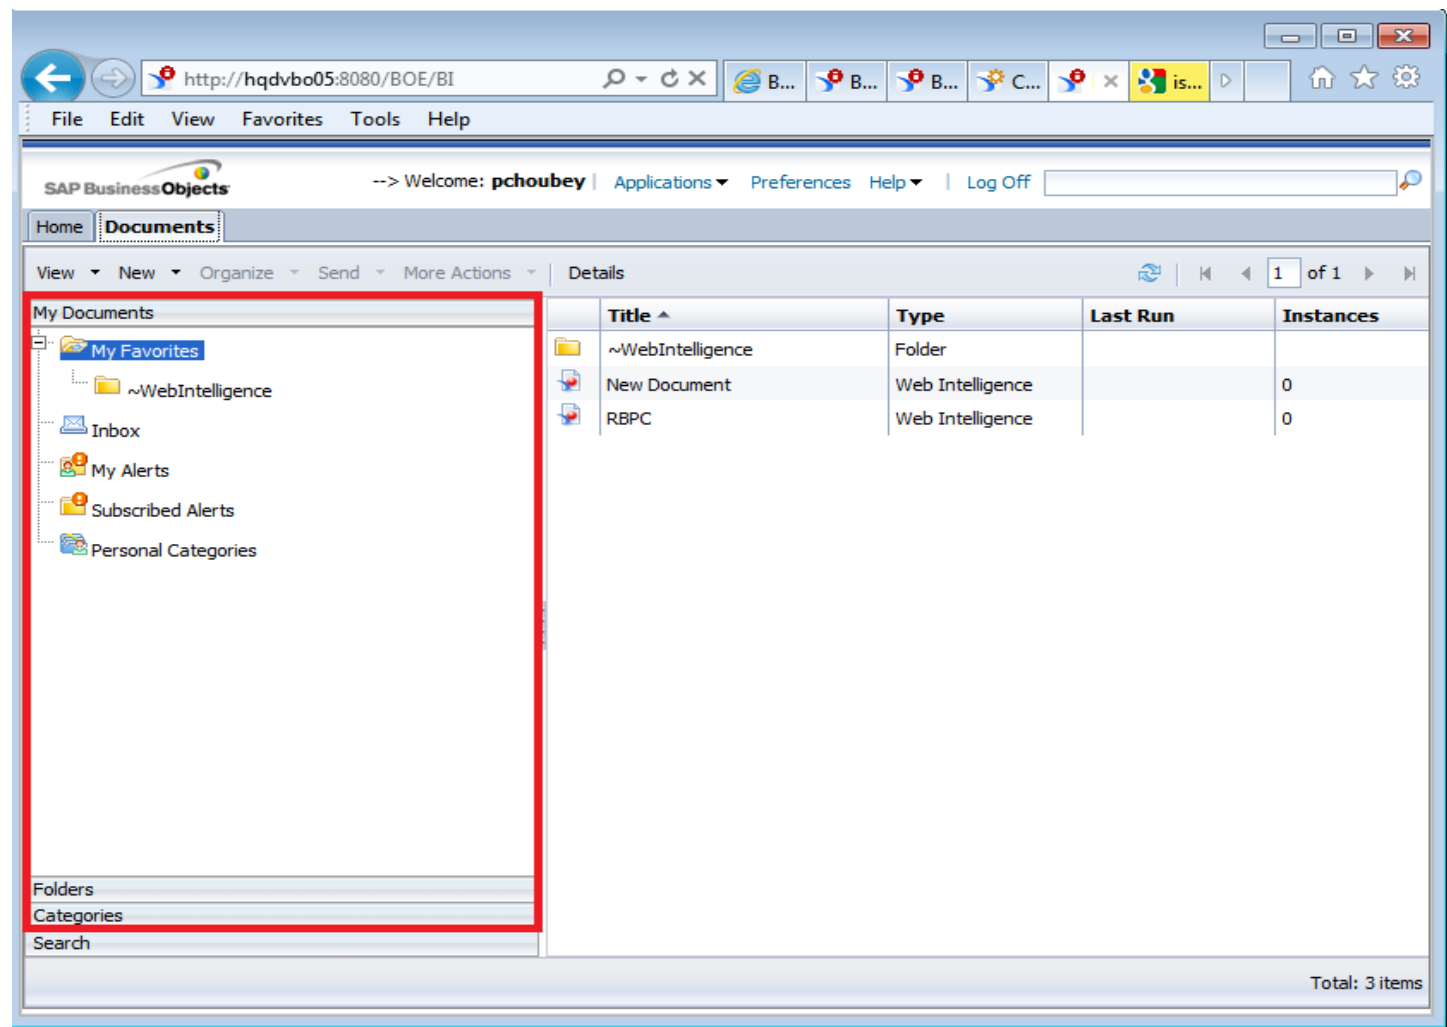 http://hqdvbo05:8080/BOE/BI B... B... B... C... is...
File Edit View Favorites Tools Help
SAP BusinessObjects --> Welcome: pchoubey | Applications Preferences Help | Log Off
Home Documents
View New Organize Send More Actions Details 1 of 1
My Documents
Title Type Last Run Instances
My Favorites
~WebIntelligence Folder
~WebIntelligence
New Document Web Intelligence 0
Inbox
RBPC Web Intelligence 0
My Alerts
Subscribed Alerts
Personal Categories
Folders
Categories
Search
Total: 3 items